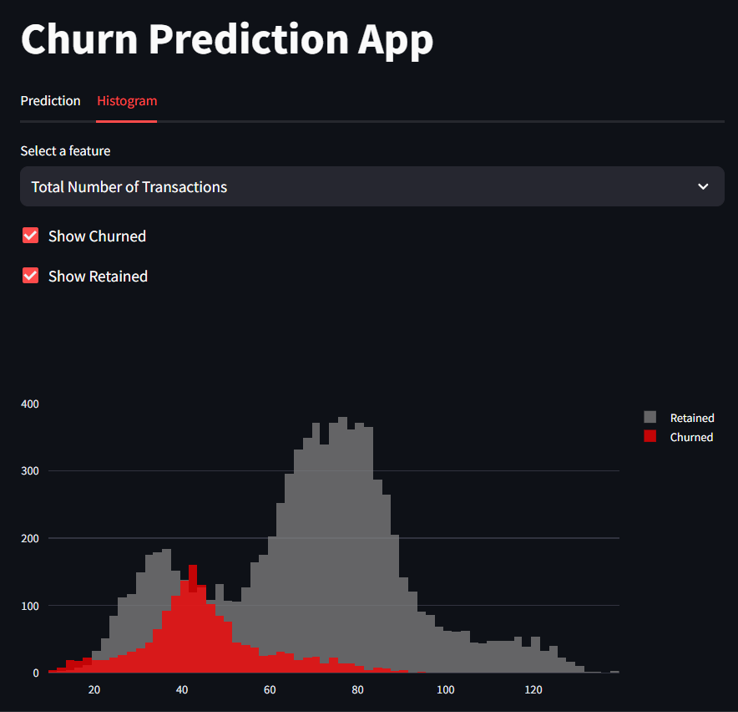 Churn Prediction App
Prediction Histogram
Select a feature
Total Number of Transactions
Show Churned
Show Retained
400
300
200
100
0
20 40 60 80 100 120
Retained
Churned